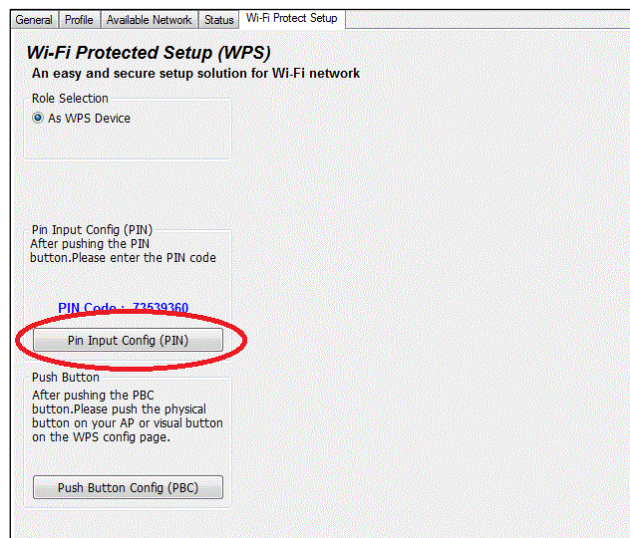 General Profile Available Network Status Wi-Fi Protect Setup
Wi-Fi Protected Setup (WPS)
An easy and secure setup solution for Wi-Fi network
Role Selection
As WPS Device
Pin Input Config (PIN)
After pushing the PIN
button.Please enter the PIN code
PIN Code : 73539360
Pin Input Config (PIN)
Push Button
After pushing the PBC
button.Please push the physical
button on your AP or visual button
on the WPS config page.
Push Button Config (PBC)